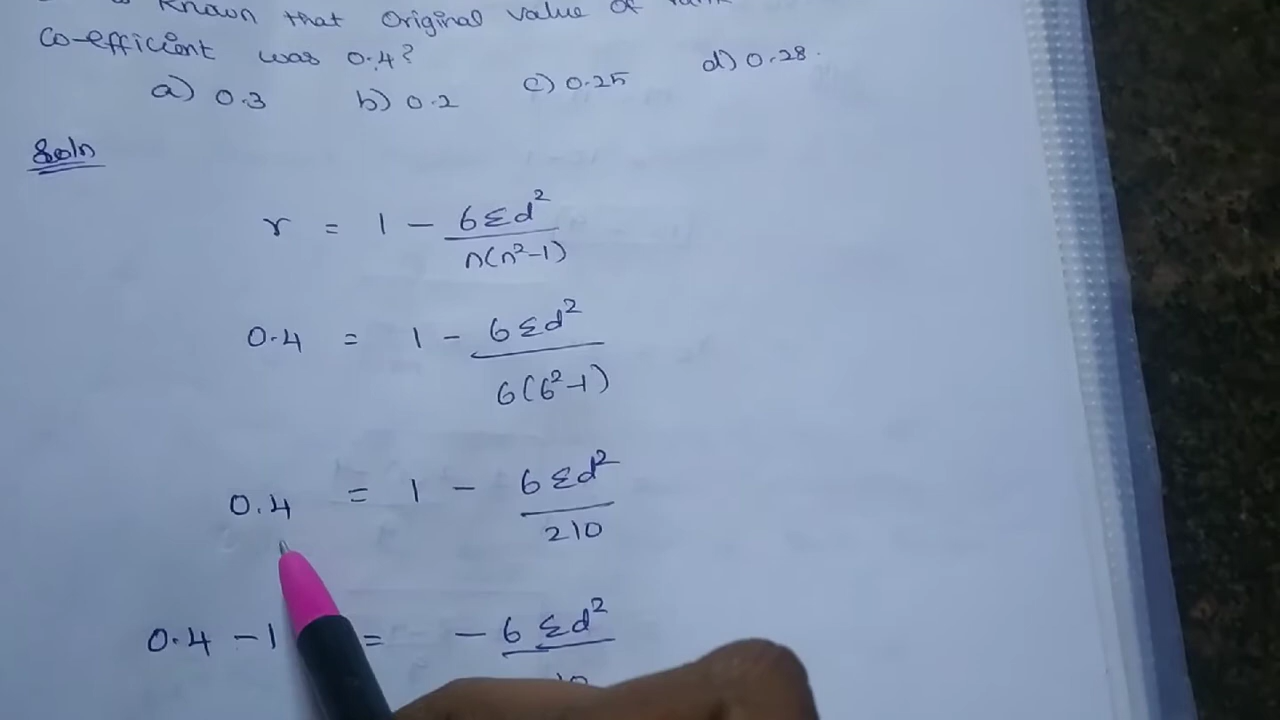 Known that Original value of rank
Co-efficient was 0.4?
a) 0.3 b) 0.2 c) 0.25 d) 0.28.
Soln
r = 1 - 6Σd² / n(n²-1)
0.4 = 1 - 6Σd² / 6(6²-1)
0.4 = 1 - 6Σd² / 210
0.4 - 1 = - 6Σd²